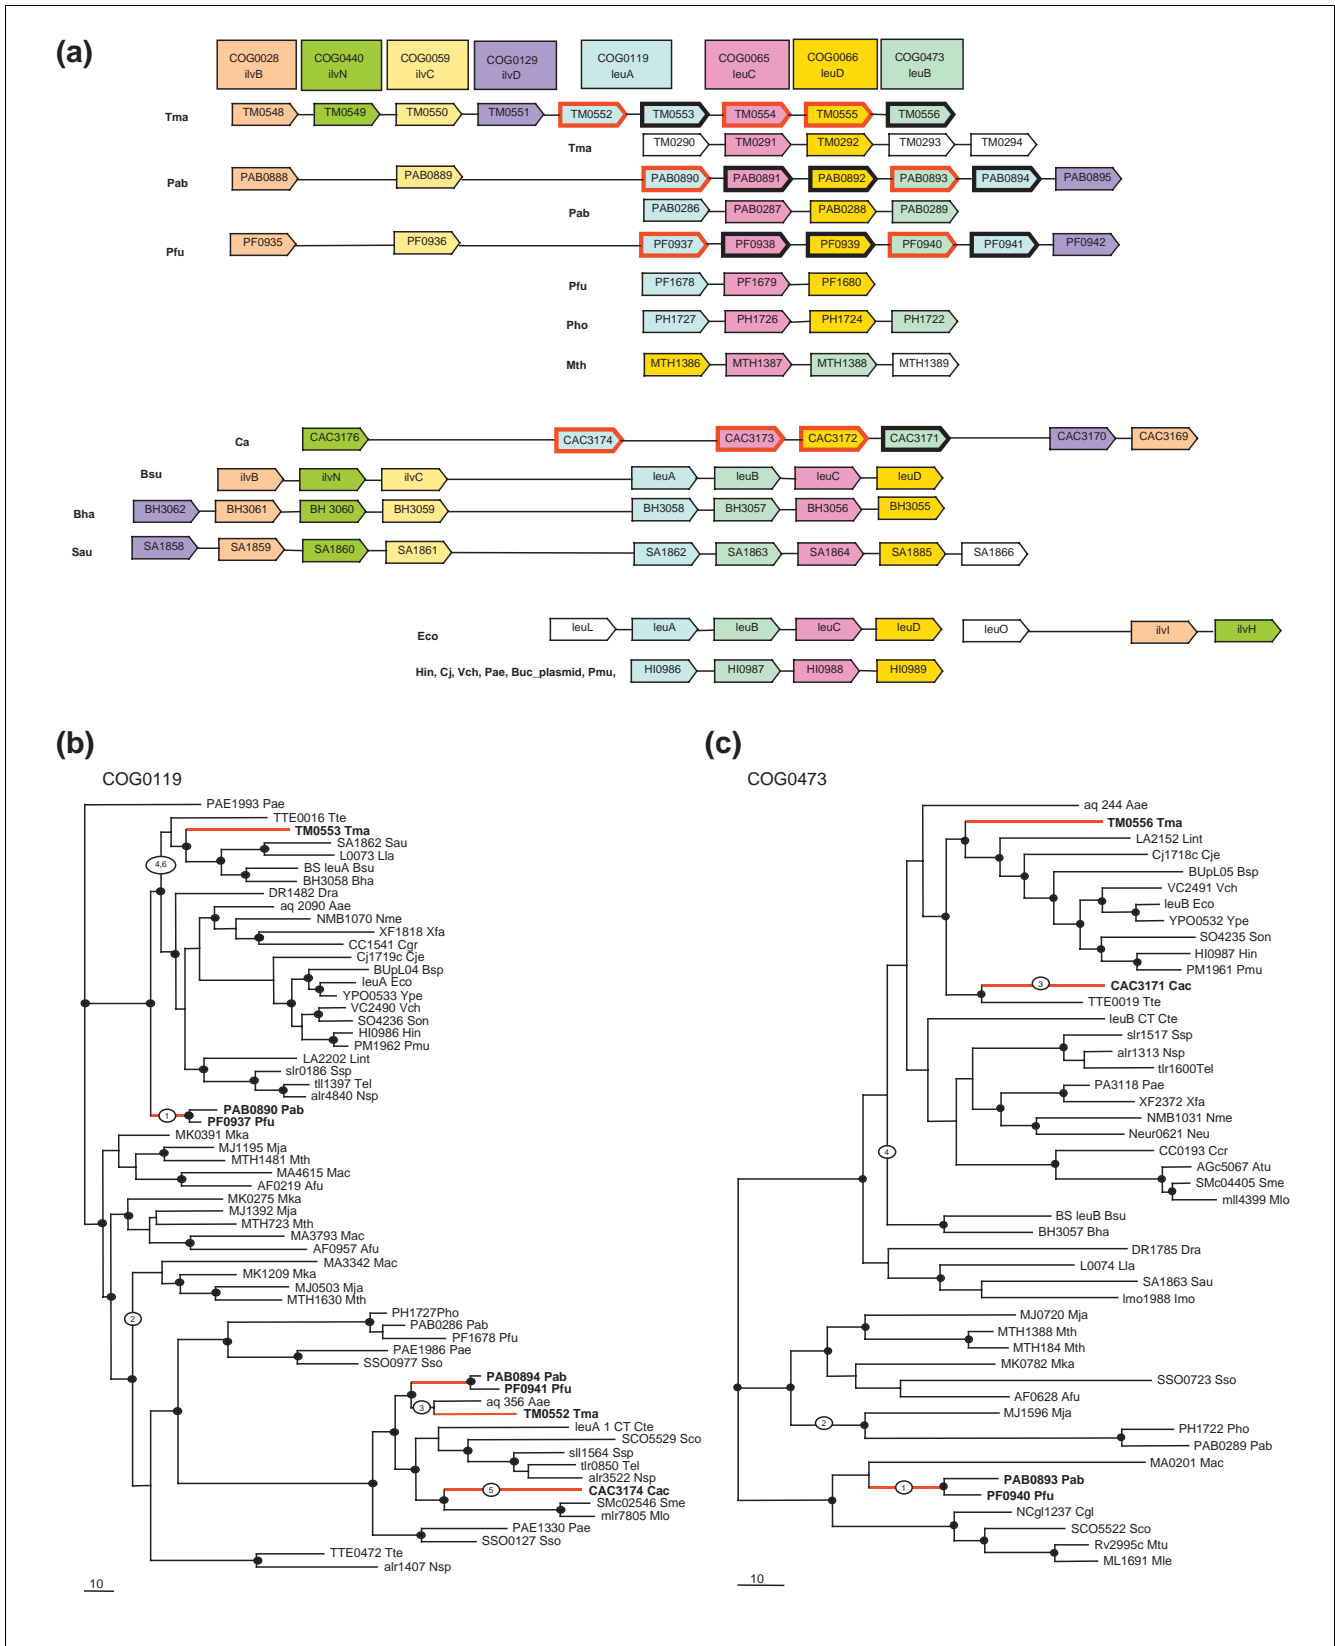 (a)
COG0028 COG0440 COG0059 COG0129 COG0119 COG0065 COG0066 COG0473
ilvB ilvN ilvC ilvD leuA leuC leuD leuB
Tma TM0548 TM0549 TM0550 TM0551 TM0552 TM0553 TM0554 TM0555 TM0556
Tma TM0290 TM0291 TM0292 TM0293 TM0294
Pab PAB0888 PAB0889 PAB0890 PAB0891 PAB0892 PAB0893 PAB0894 PAB0895
Pab PAB0286 PAB0287 PAB0288 PAB0289
Pfu PF0935 PF0936 PF0937 PF0938 PF0939 PF0940 PF0941 PF0942
Pfu PF1678 PF1679 PF1680
Pho PH1727 PH1726 PH1724 PH1722
Mth MTH1386 MTH1387 MTH1388 MTH1389
Ca CAC3176 CAC3174 CAC3173 CAC3172 CAC3171 CAC3170 CAC3169
Bsu ilvB ilvN ilvC leuA leuB leuC leuD
Bha BH3062 BH3061 BH 3060 BH3059 BH3058 BH3057 BH3056 BH3055
Sau SA1858 SA1859 SA1860 SA1861 SA1862 SA1863 SA1864 SA1885 SA1866
Eco leuL leuA leuB leuC leuD leuO ilvI ilvH
Hin, Cj, Vch, Pae, Buc_plasmid, Pmu, HI0986 HI0987 HI0988 HI0989
(b)
COG0119
PAE1993 Pae
TTE0016 Tte
TM0553 Tma
SA1862 Sau
4,6
L0073 Lla
BS leuA Bsu
BH3058 Bha
DR1482 Dra
aq 2090 Aae
NMB1070 Nme
XF1818 Xfa
CC1541 Cgr
Cj1719c Cje
BUpL04 Bsp
leuA Eco
YPO0533 Ype
VC2490 Vch
SO4236 Son
HI0986 Hin
PM1962 Pmu
LA2202 Lint
slr0186 Ssp
tll1397 Tel
alr4840 Nsp
PAB0890 Pab
1
PF0937 Pfu
MK0391 Mka
MJ1195 Mja
MTH1481 Mth
MA4615 Mac
AF0219 Afu
MK0275 Mka
MJ1392 Mja
MTH723 Mth
MA3793 Mac
AF0957 Afu
MA3342 Mac
MK1209 Mka
MJ0503 Mja
MTH1630 Mth
PH1727Pho
2
PAB0286 Pab
PF1678 Pfu
PAE1986 Pae
SSO0977 Sso
PAB0894 Pab
PF0941 Pfu
aq 356 Aae
3
TM0552 Tma
leuA 1 CT Cte
SCO5529 Sco
sll1564 Ssp
tlr0850 Tel
alr3522 Nsp
5
CAC3174 Cac
SMc02546 Sme
mlr7805 Mlo
PAE1330 Pae
SSO0127 Sso
TTE0472 Tte
alr1407 Nsp
10
(c)
COG0473
aq 244 Aae
TM0556 Tma
LA2152 Lint
Cj1718c Cje
BUpL05 Bsp
VC2491 Vch
leuB Eco
YPO0532 Ype
SO4235 Son
HI0987 Hin
PM1961 Pmu
3
CAC3171 Cac
TTE0019 Tte
leuB CT Cte
slr1517 Ssp
alr1313 Nsp
tlr1600Tel
PA3118 Pae
XF2372 Xfa
NMB1031 Nme
Neur0621 Neu
4
CC0193 Ccr
AGc5067 Atu
SMc04405 Sme
mll4399 Mlo
BS leuB Bsu
BH3057 Bha
DR1785 Dra
L0074 Lla
SA1863 Sau
lmo1988 lmo
MJ0720 Mja
MTH1388 Mth
MTH184 Mth
MK0782 Mka
SSO0723 Sso
AF0628 Afu
MJ1596 Mja
2
PH1722 Pho
PAB0289 Pab
MA0201 Mac
PAB0893 Pab
1
PF0940 Pfu
NCgl1237 Cgl
SCO5522 Sco
Rv2995c Mtu
ML1691 Mle
10